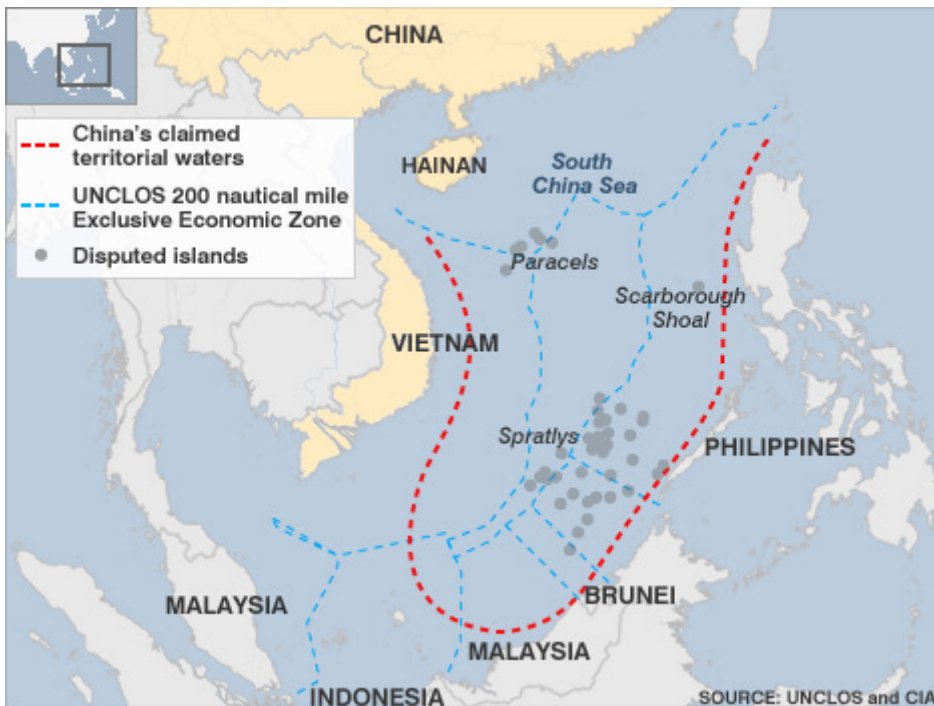 CHINA
China's claimed
territorial waters
UNCLOS 200 nautical mile
Exclusive Economic Zone
Disputed islands
HAINAN
South
China Sea
Paracels
Scarborough
Shoal
VIETNAM
Spratlys
PHILIPPINES
MALAYSIA
BRUNEI
MALAYSIA
INDONESIA
SOURCE: UNCLOS and CIA